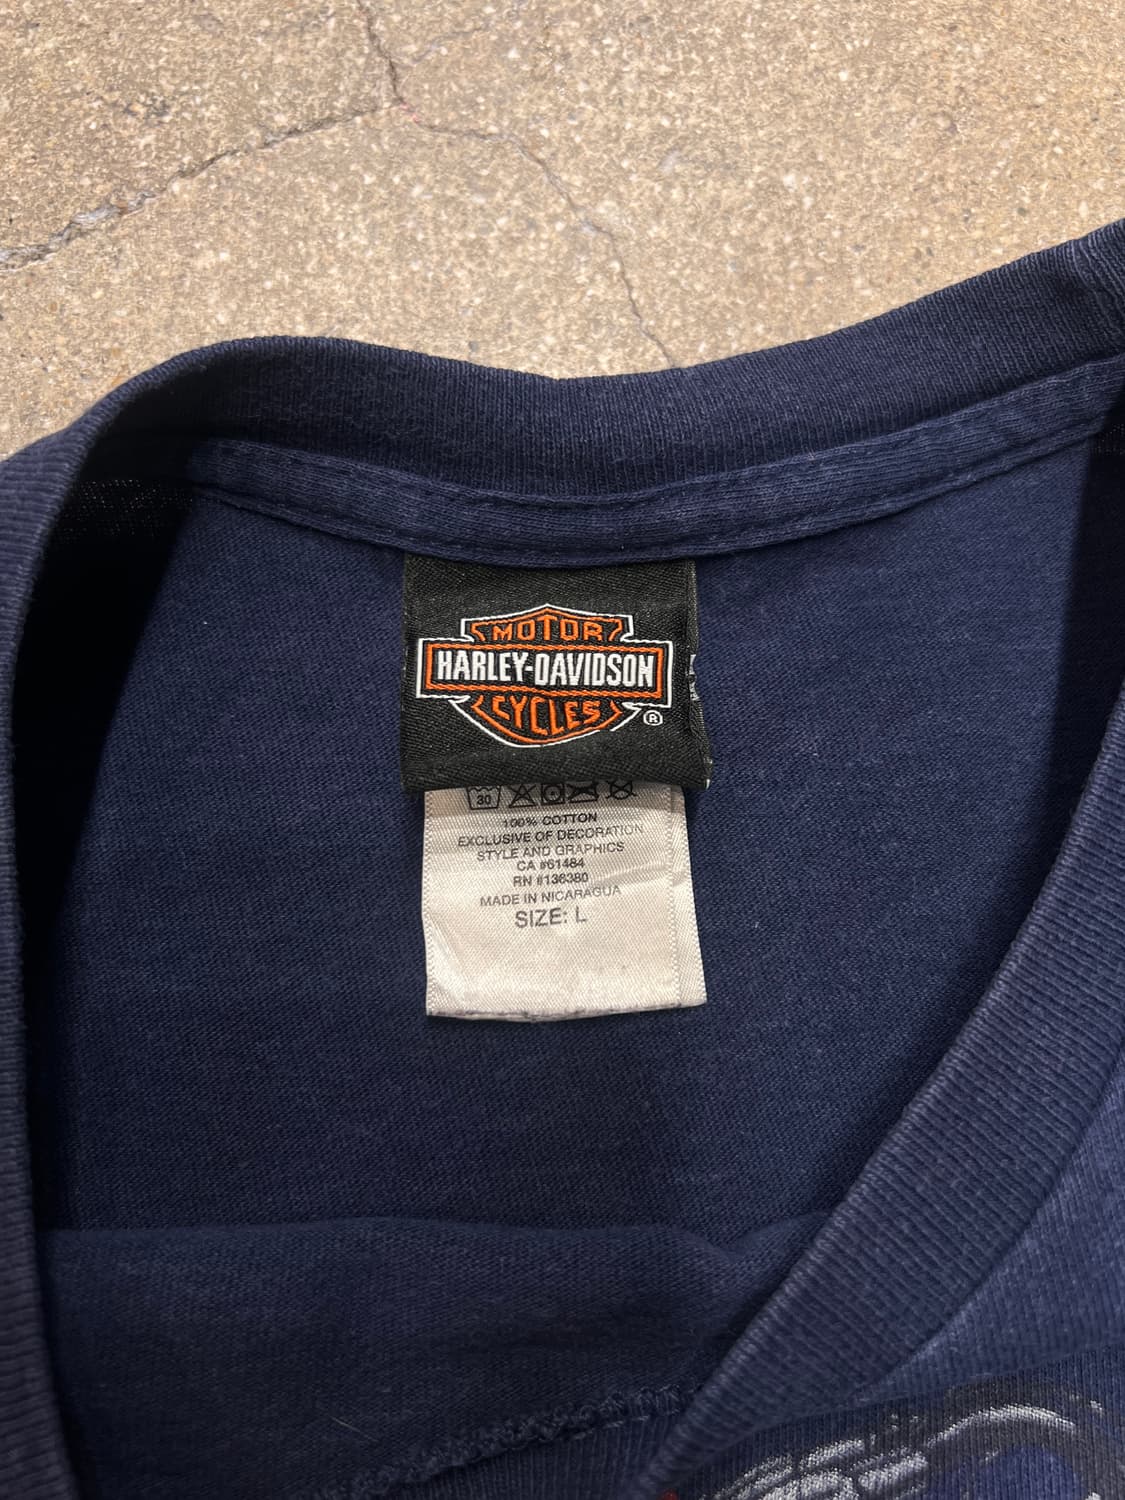 MOTOR
HARLEY-DAVIDSON
CYCLES
®
30
100% COTTON
EXCLUSIVE OF DECORATION
STYLE AND GRAPHICS
CA #61484
RN #136380
MADE IN NICARAGUA
SIZE: L